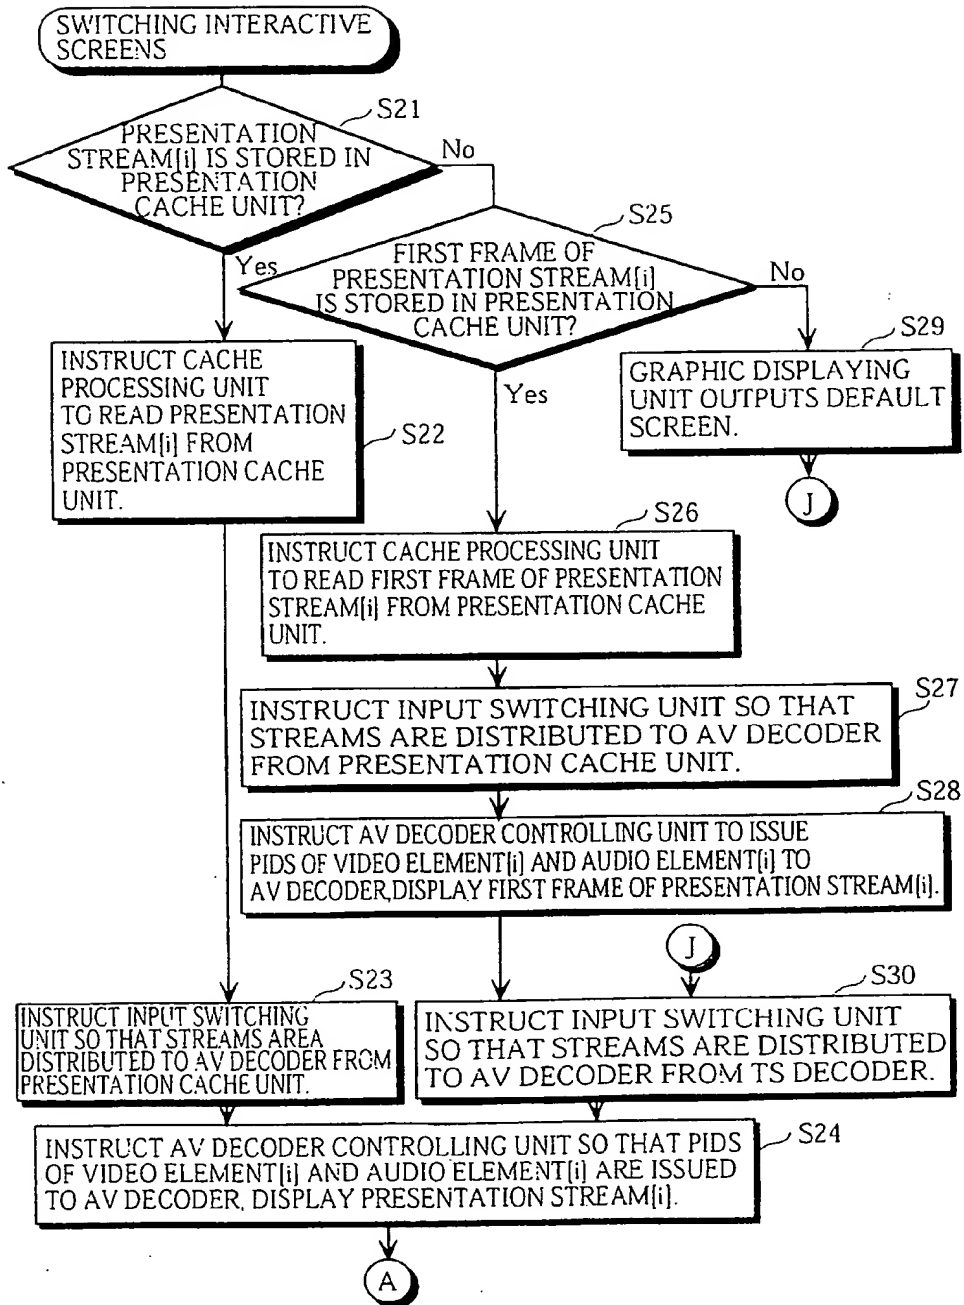 SWITCHING INTERACTIVE
SCREENS
S21
PRESENTATION
STREAM[i] IS STORED IN
PRESENTATION
CACHE UNIT?
No
Yes
S25
FIRST FRAME OF
PRESENTATION STREAM[i]
IS STORED IN PRESENTATION
CACHE UNIT?
No
Yes
S29
GRAPHIC DISPLAYING
UNIT OUTPUTS DEFAULT
SCREEN.
J
INSTRUCT CACHE
PROCESSING UNIT
TO READ PRESENTATION
STREAM[i] FROM
PRESENTATION CACHE
UNIT.
S22
S26
INSTRUCT CACHE PROCESSING UNIT
TO READ FIRST FRAME OF PRESENTATION
STREAM[i] FROM PRESENTATION CACHE
UNIT.
S27
INSTRUCT INPUT SWITCHING UNIT SO THAT
STREAMS ARE DISTRIBUTED TO AV DECODER
FROM PRESENTATION CACHE UNIT.
S28
INSTRUCT AV DECODER CONTROLLING UNIT TO ISSUE
PIDS OF VIDEO ELEMENT[i] AND AUDIO ELEMENT[i] TO
AV DECODER,DISPLAY FIRST FRAME OF PRESENTATION STREAM[i].
J
S23
INSTRUCT INPUT SWITCHING
UNIT SO THAT STREAMS AREA
DISTRIBUTED TO AV DECODER FROM
PRESENTATION CACHE UNIT.
S30
INSTRUCT INPUT SWITCHING UNIT
SO THAT STREAMS ARE DISTRIBUTED
TO AV DECODER FROM TS DECODER.
S24
INSTRUCT AV DECODER CONTROLLING UNIT SO THAT PIDS
OF VIDEO ELEMENT[i] AND AUDIO ELEMENT[i] ARE ISSUED
TO AV DECODER, DISPLAY PRESENTATION STREAM[i].
A